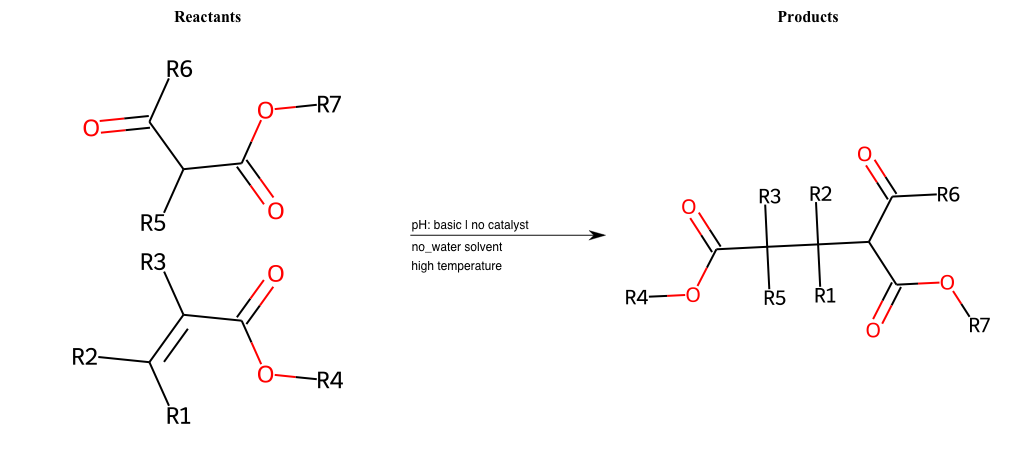 Reactants
Products
R6
O
O
R7
R5
O
R3
O
R2
O
R4
R1
pH: basic | no catalyst
no_water solvent
high temperature
O
O
R3
R2
R6
R4
O
R5
R1
O
O
R7